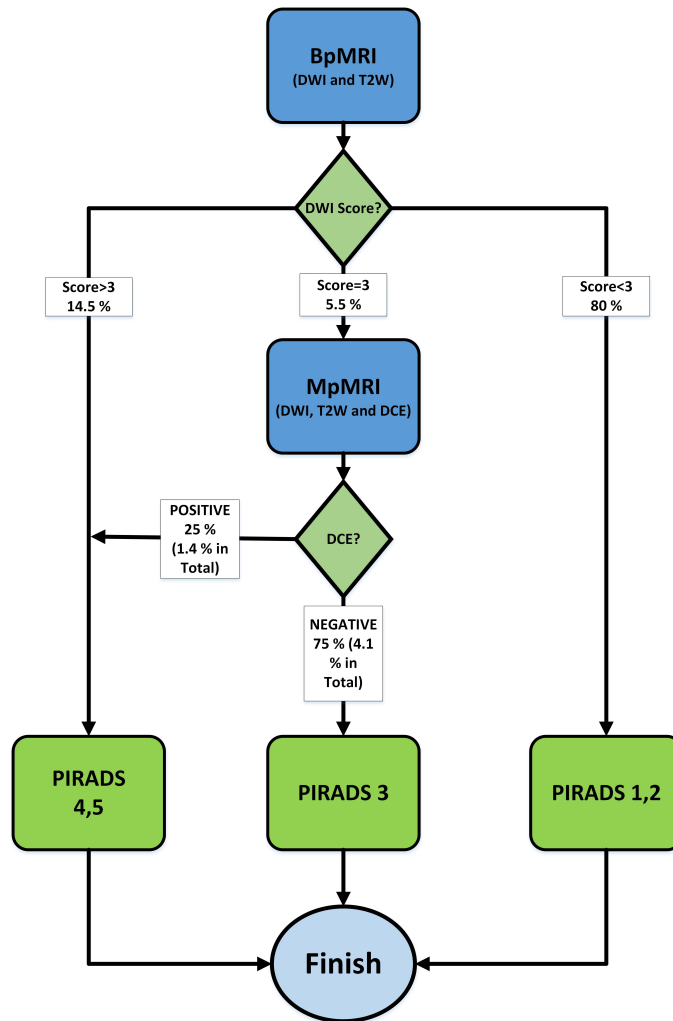 BpMRI
(DWI and T2W)
DWI Score?
Score>3
14.5 %
Score=3
5.5 %
Score<3
80 %
MpMRI
(DWI, T2W and DCE)
POSITIVE
25 %
(1.4 % in
Total)
DCE?
NEGATIVE
75 % (4.1
% in
Total)
PIRADS
4,5
PIRADS 3
PIRADS 1,2
Finish